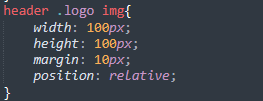 header .logo img{
    width: 100px;
    height: 100px;
    margin: 10px;
    position: relative;
}